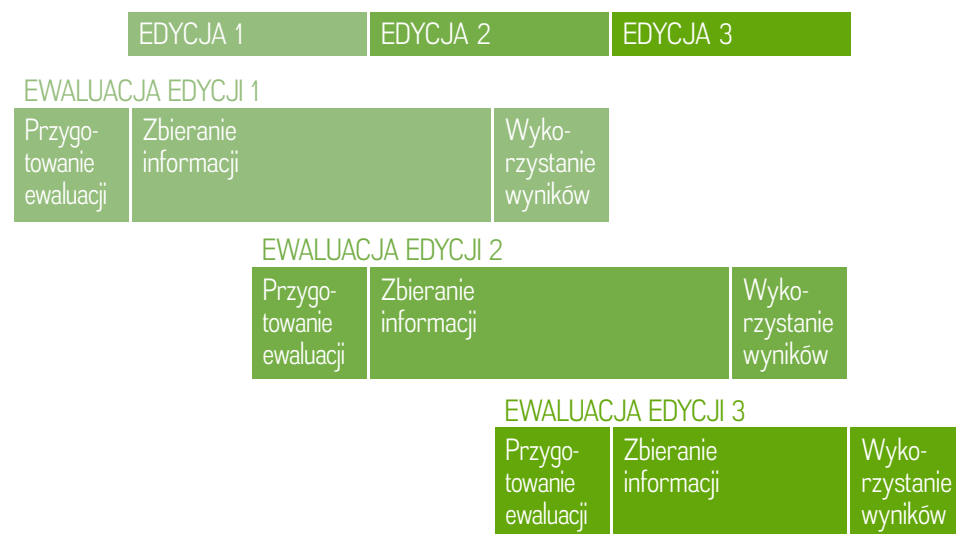 EDYCJA 1 EDYCJA 2 EDYCJA 3
EWALUACJA EDYCJI 1
Przygo-
towanie
ewaluacji
Zbieranie
informacji
Wyko-
rzystanie
wyników
EWALUACJA EDYCJI 2
Przygo-
towanie
ewaluacji
Zbieranie
informacji
Wyko-
rzystanie
wyników
EWALUACJA EDYCJI 3
Przygo-
towanie
ewaluacji
Zbieranie
informacji
Wyko-
rzystanie
wyników